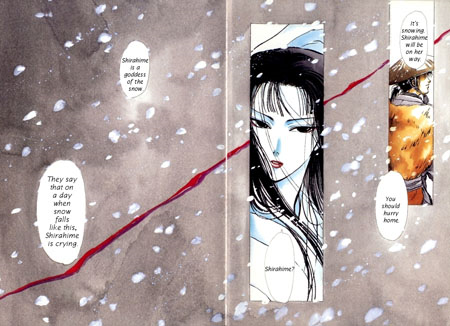 It's
snowing.
Shirahime
will be
on her
way.
You
should
hurry
home.
Shirahime?
Shirahime
is a
goddess
of the
snow.
They say
that on
a day
when
snow
falls
like this,
Shirahime
is crying.